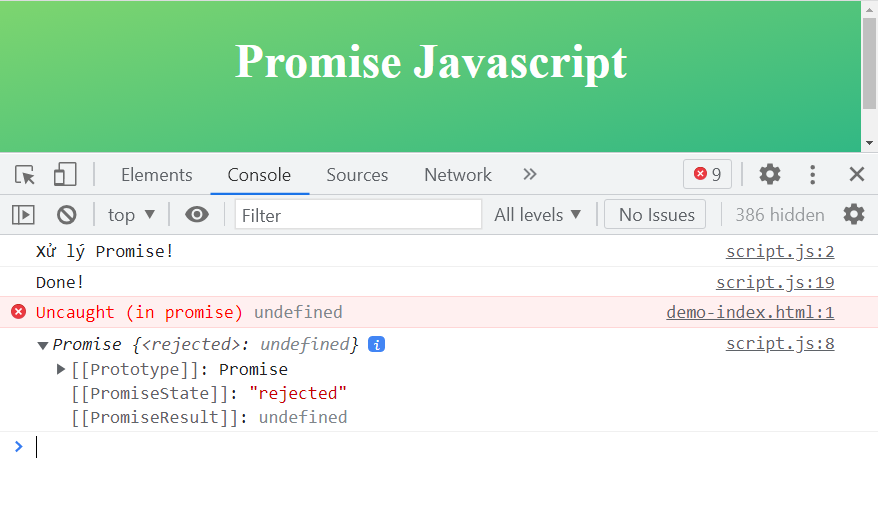 Promise Javascript
Elements Console Sources Network » 9
top ▼ Filter All levels ▼ No Issues 386 hidden
Xử lý Promise! script.js:2
Done! script.js:19
Uncaught (in promise) undefined demo-index.html:1
▼Promise {<rejected>: undefined} i script.js:8
▶[[Prototype]]: Promise
[[PromiseState]]: "rejected"
[[PromiseResult]]: undefined
>